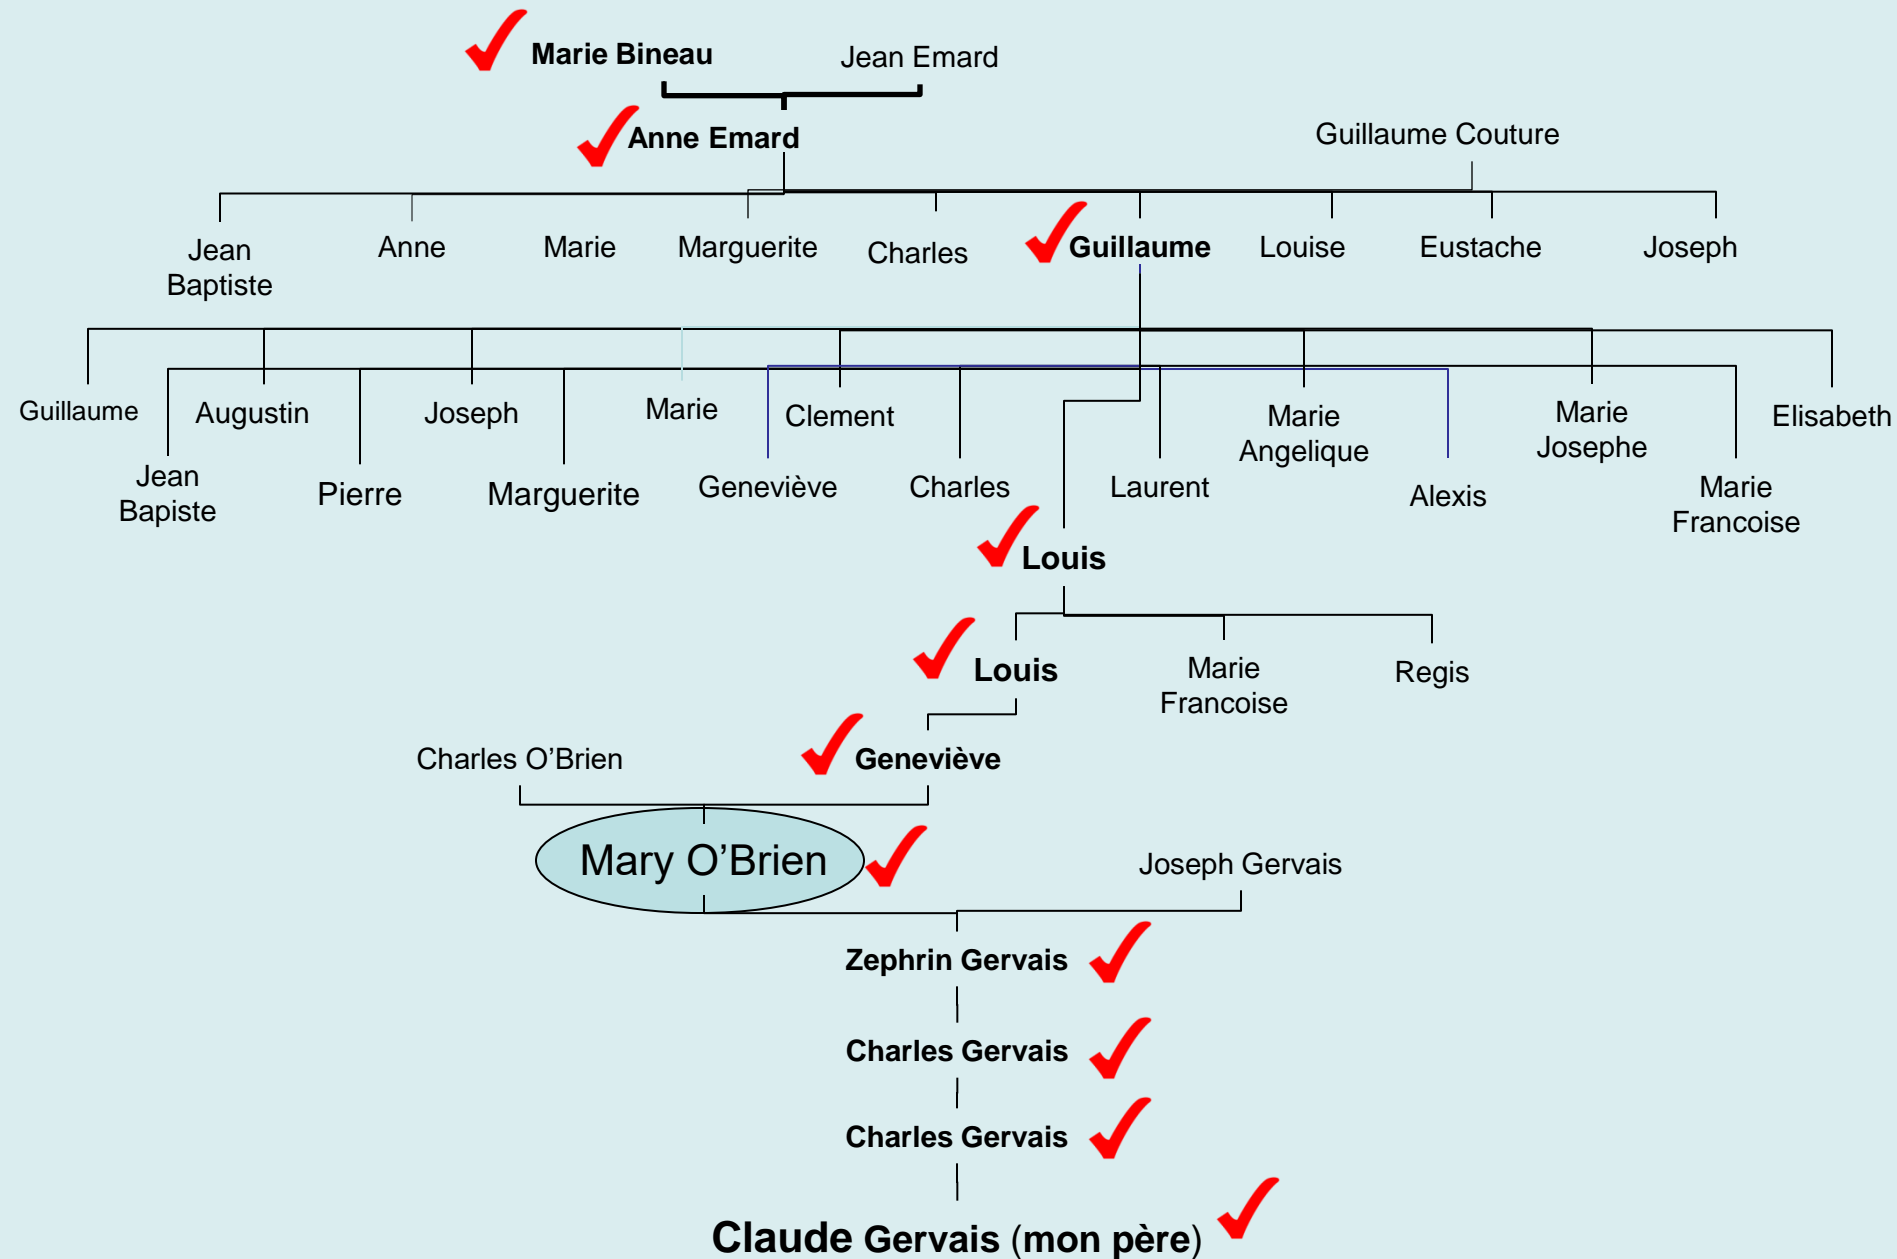 Marie Bineau
Jean Emard
Anne Emard
Guillaume Couture
Jean
Baptiste
Anne
Marie
Marguerite
Charles
Guillaume
Louise
Eustache
Joseph
Guillaume
Augustin
Joseph
Marie
Clement
Marie
Angelique
Marie
Josephe
Elisabeth
Jean
Bapiste
Pierre
Marguerite
Geneviève
Charles
Laurent
Alexis
Marie
Francoise
Louis
Louis
Marie
Francoise
Regis
Charles O’Brien
Geneviève
Mary O’Brien
Joseph Gervais
Zephrin Gervais
Charles Gervais
Charles Gervais
Claude Gervais (mon père)